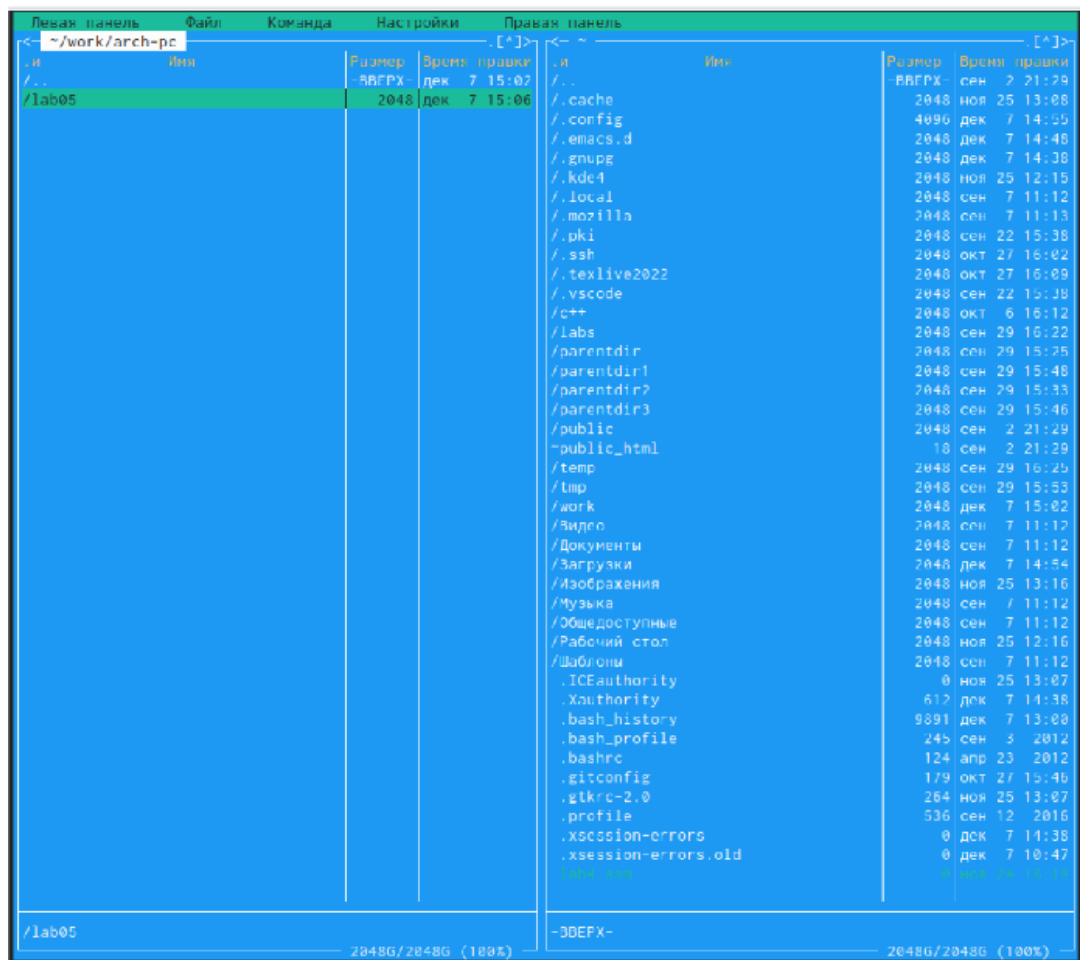 Левая панель Файл Команда Настройки Правая панель
<- ~/work/arch-pc .[^]>
.и Имя Размер Время правки
/.. -ВВЕРХ- дек 7 15:02
/lab05 2048 дек 7 15:06
/lab05
2048G/2048G (100%)
<- ~ .[^]>
.и Имя Размер Время правки
/.. -ВВЕРХ- сен 2 21:29
/.cache 2048 ноя 25 13:08
/.config 4096 дек 7 14:55
/.emacs.d 2048 дек 7 14:48
/.gnupg 2048 дек 7 14:38
/.kde4 2048 ноя 25 12:15
/.local 2048 сен 7 11:12
/.mozilla 2048 сен 7 11:13
/.pki 2048 сен 22 15:38
/.ssh 2048 окт 27 16:02
/.texlive2022 2048 окт 27 16:09
/.vscode 2048 сен 22 15:38
/c++ 2048 окт 6 16:12
/labs 2048 сен 29 16:22
/parentdir 2048 сен 29 15:25
/parentdir1 2048 сен 29 15:48
/parentdir2 2048 сен 29 15:33
/parentdir3 2048 сен 29 15:46
/public 2048 сен 2 21:29
~public_html 18 сен 2 21:29
/temp 2048 сен 29 16:25
/tmp 2048 сен 29 15:53
/work 2048 дек 7 15:02
/Видео 2048 сен 7 11:12
/Документы 2048 сен 7 11:12
/Загрузки 2048 дек 7 14:54
/Изображения 2048 ноя 25 13:16
/Музыка 2048 сен 7 11:12
/Общедоступные 2048 сен 7 11:12
/Рабочий стол 2048 ноя 25 12:16
/Шаблоны 2048 сен 7 11:12
.ICEauthority 0 ноя 25 13:07
.Xauthority 612 дек 7 14:38
.bash_history 9891 дек 7 13:00
.bash_profile 245 сен 3 2012
.bashrc 124 апр 23 2012
.gitconfig 179 окт 27 15:46
.gtkrc-2.0 264 ноя 25 13:07
.profile 536 сен 12 2016
.xsession-errors 0 дек 7 14:38
.xsession-errors.old 0 дек 7 10:47
lab4.asm 0 ноя
-ВВЕРХ-
2048G/2048G (100%)